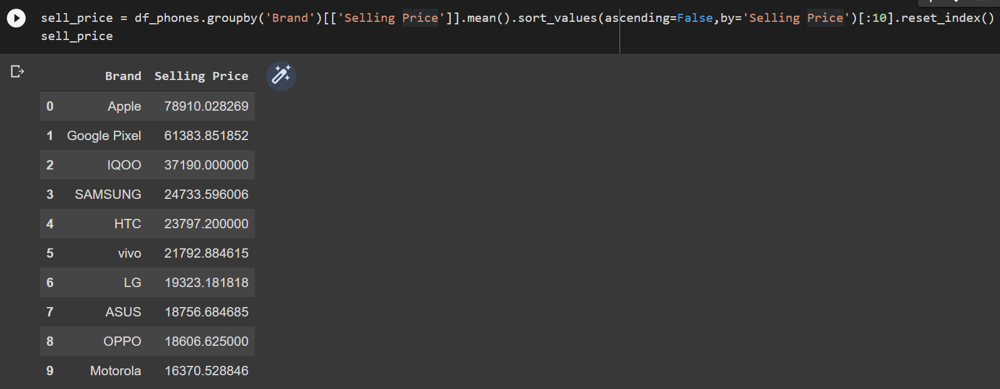 sell_price = df_phones.groupby('Brand')[['Selling Price']].mean().sort_values(ascending=False,by='Selling Price')[:10].reset_index()
sell_price
Brand Selling Price
0 Apple 78910.028269
1 Google Pixel 61383.851852
2 IQOO 37190.000000
3 SAMSUNG 24733.596006
4 HTC 23797.200000
5 vivo 21792.884615
6 LG 19323.181818
7 ASUS 18756.684685
8 OPPO 18606.625000
9 Motorola 16370.528846